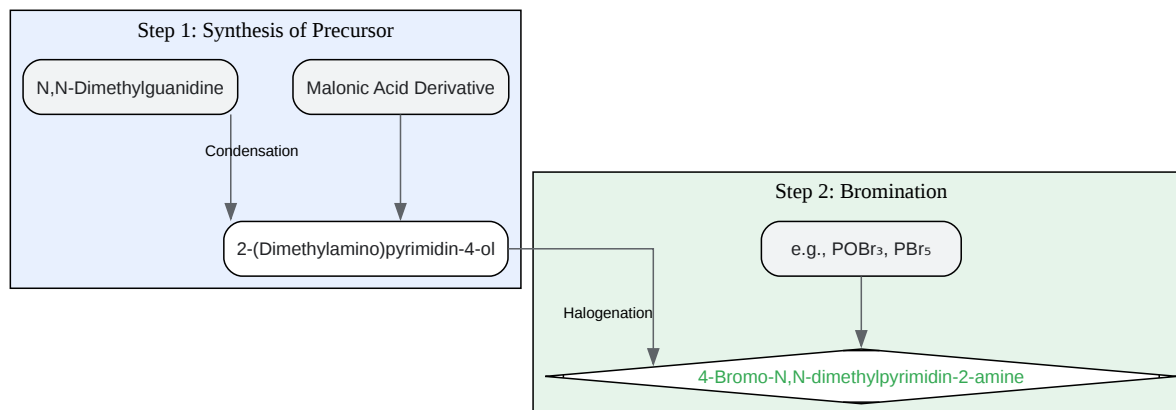 Step 1: Synthesis of Precursor
N,N-Dimethylguanidine
Malonic Acid Derivative
Condensation
2-(Dimethylamino)pyrimidin-4-ol
Step 2: Bromination
e.g., POBr₃, PBr₅
Halogenation
4-Bromo-N,N-dimethylpyrimidin-2-amine